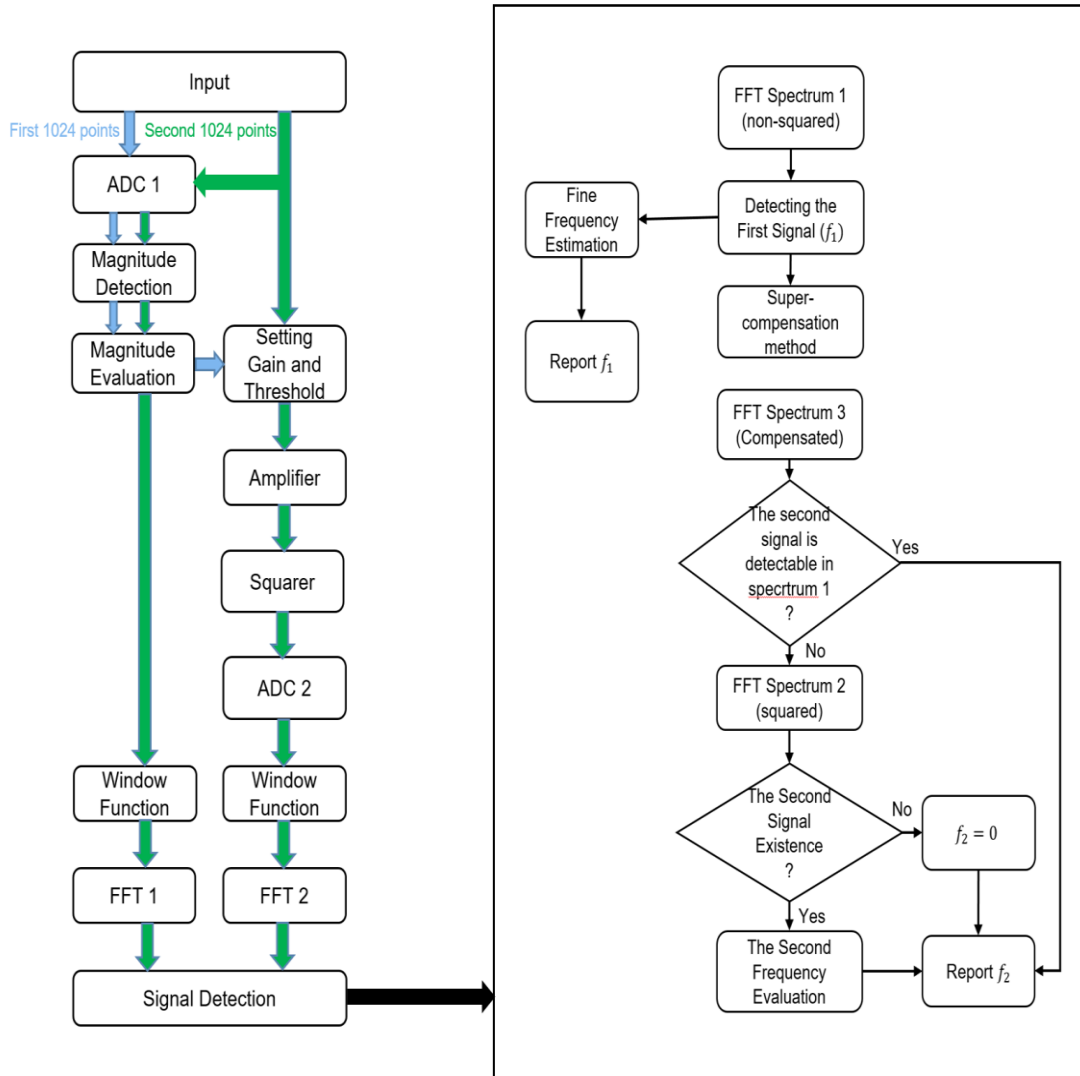 Input
First 1024 points
Second 1024 points
ADC 1
Magnitude
Detection
Magnitude
Evaluation
Setting
Gain and
Threshold
Amplifier
Squarer
ADC 2
Window
Function
Window
Function
FFT 1
FFT 2
Signal Detection
FFT Spectrum 1
(non-squared)
Detecting the
First Signal (f₁)
Fine
Frequency
Estimation
Report f₁
Super-
compensation
method
FFT Spectrum 3
(Compensated)
The second
signal is
detectable in
specrtrum 1
?
Yes
No
FFT Spectrum 2
(squared)
The Second
Signal
Existence
?
No
f₂ = 0
Yes
The Second
Frequency
Evaluation
Report f₂